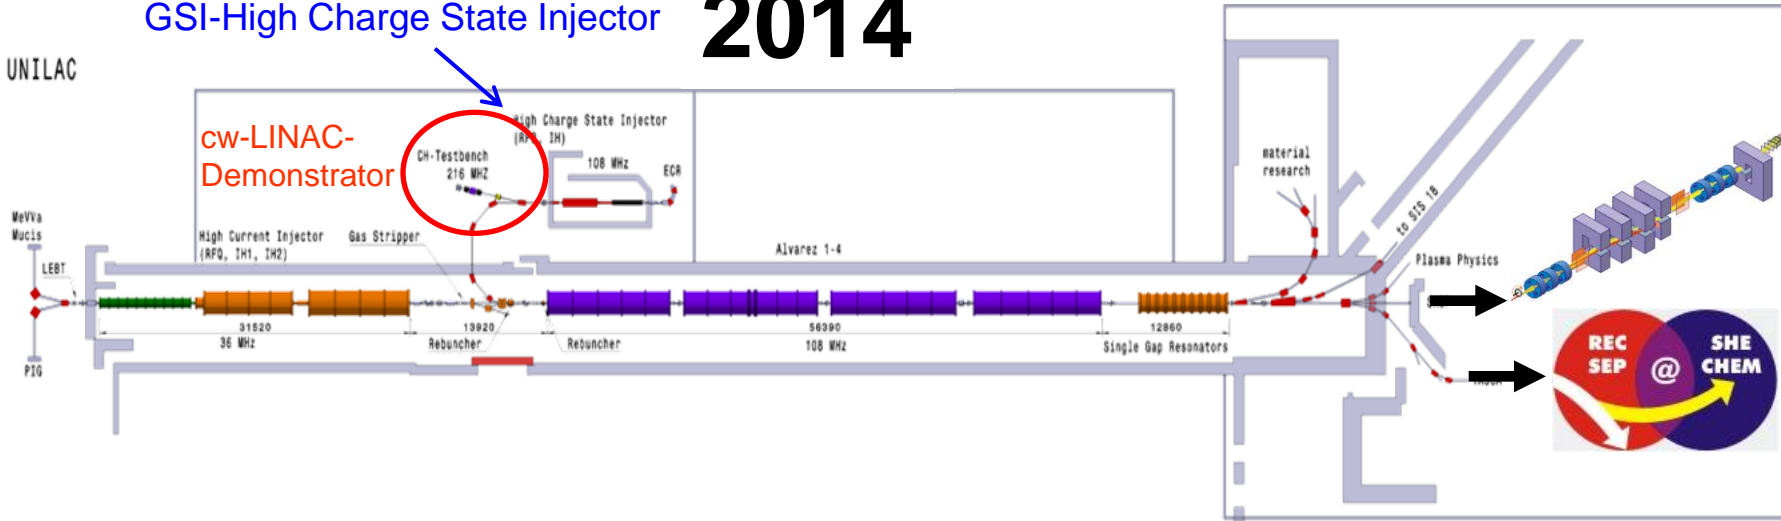 GSI-High Charge State Injector
2014
UNILAC
cw-LINAC-
Demonstrator
High Charge State Injector
(RFQ, IH)
CH-Testbench
216 MHZ
108 MHz
ECR
material
research
to SIS 18
MeVVa
Mucis
High Current Injector
(RFQ, IH1, IH2)
Gas Stripper
Alvarez 1-4
LEBT
Plasma Physics
31520
13920
56390
12860
36 MHz
Rebuncher
Rebuncher
108 MHz
Single Gap Resonators
PIG
REC
SEP
@
SHE
CHEM